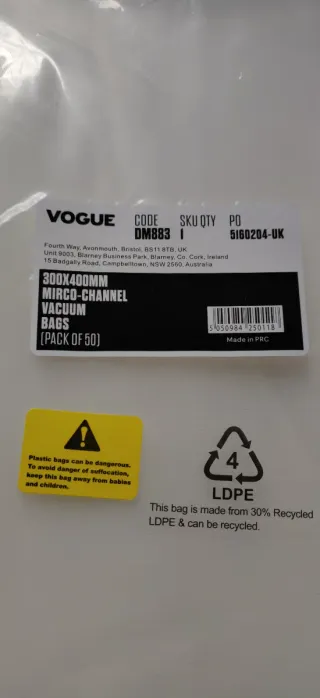 VOGUE
CODE SKU QTY PO
DM883 1 5160204-UK
Fourth Way, Avonmouth, Bristol, BS11 8TB, UK
Unit 9003, Blarney Business Park, Blarney, Co. Cork, Ireland
15 Badgally Road, Campbelltown, NSW 2560, Australia
300X400MM
MIRCO-CHANNEL
VACUUM
BAGS
(PACK OF 50)
5 050984 250118
Made in PRC
Plastic bags can be dangerous.
To avoid danger of suffocation,
keep this bag away from babies
and children.
4
LDPE
This bag is made from 30% Recycled
LDPE & can be recycled.